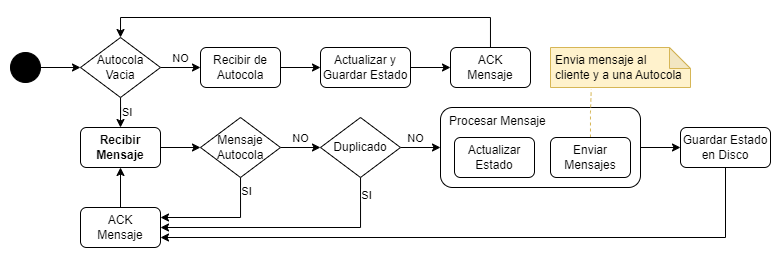 Autocola
Vacia
NO
Recibir de
Autocola
Actualizar y
Guardar Estado
ACK
Mensaje
Envia mensaje al
cliente y a una Autocola
SI
Recibir
Mensaje
Mensaje
Autocola
NO
Duplicado
NO
Procesar Mensaje
Actualizar
Estado
Enviar
Mensajes
Guardar Estado
en Disco
SI
SI
ACK
Mensaje